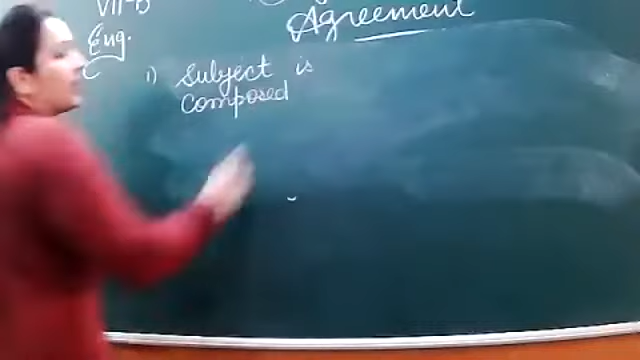 VII-B
Agreement
Eng.
1) Subject is
Composed